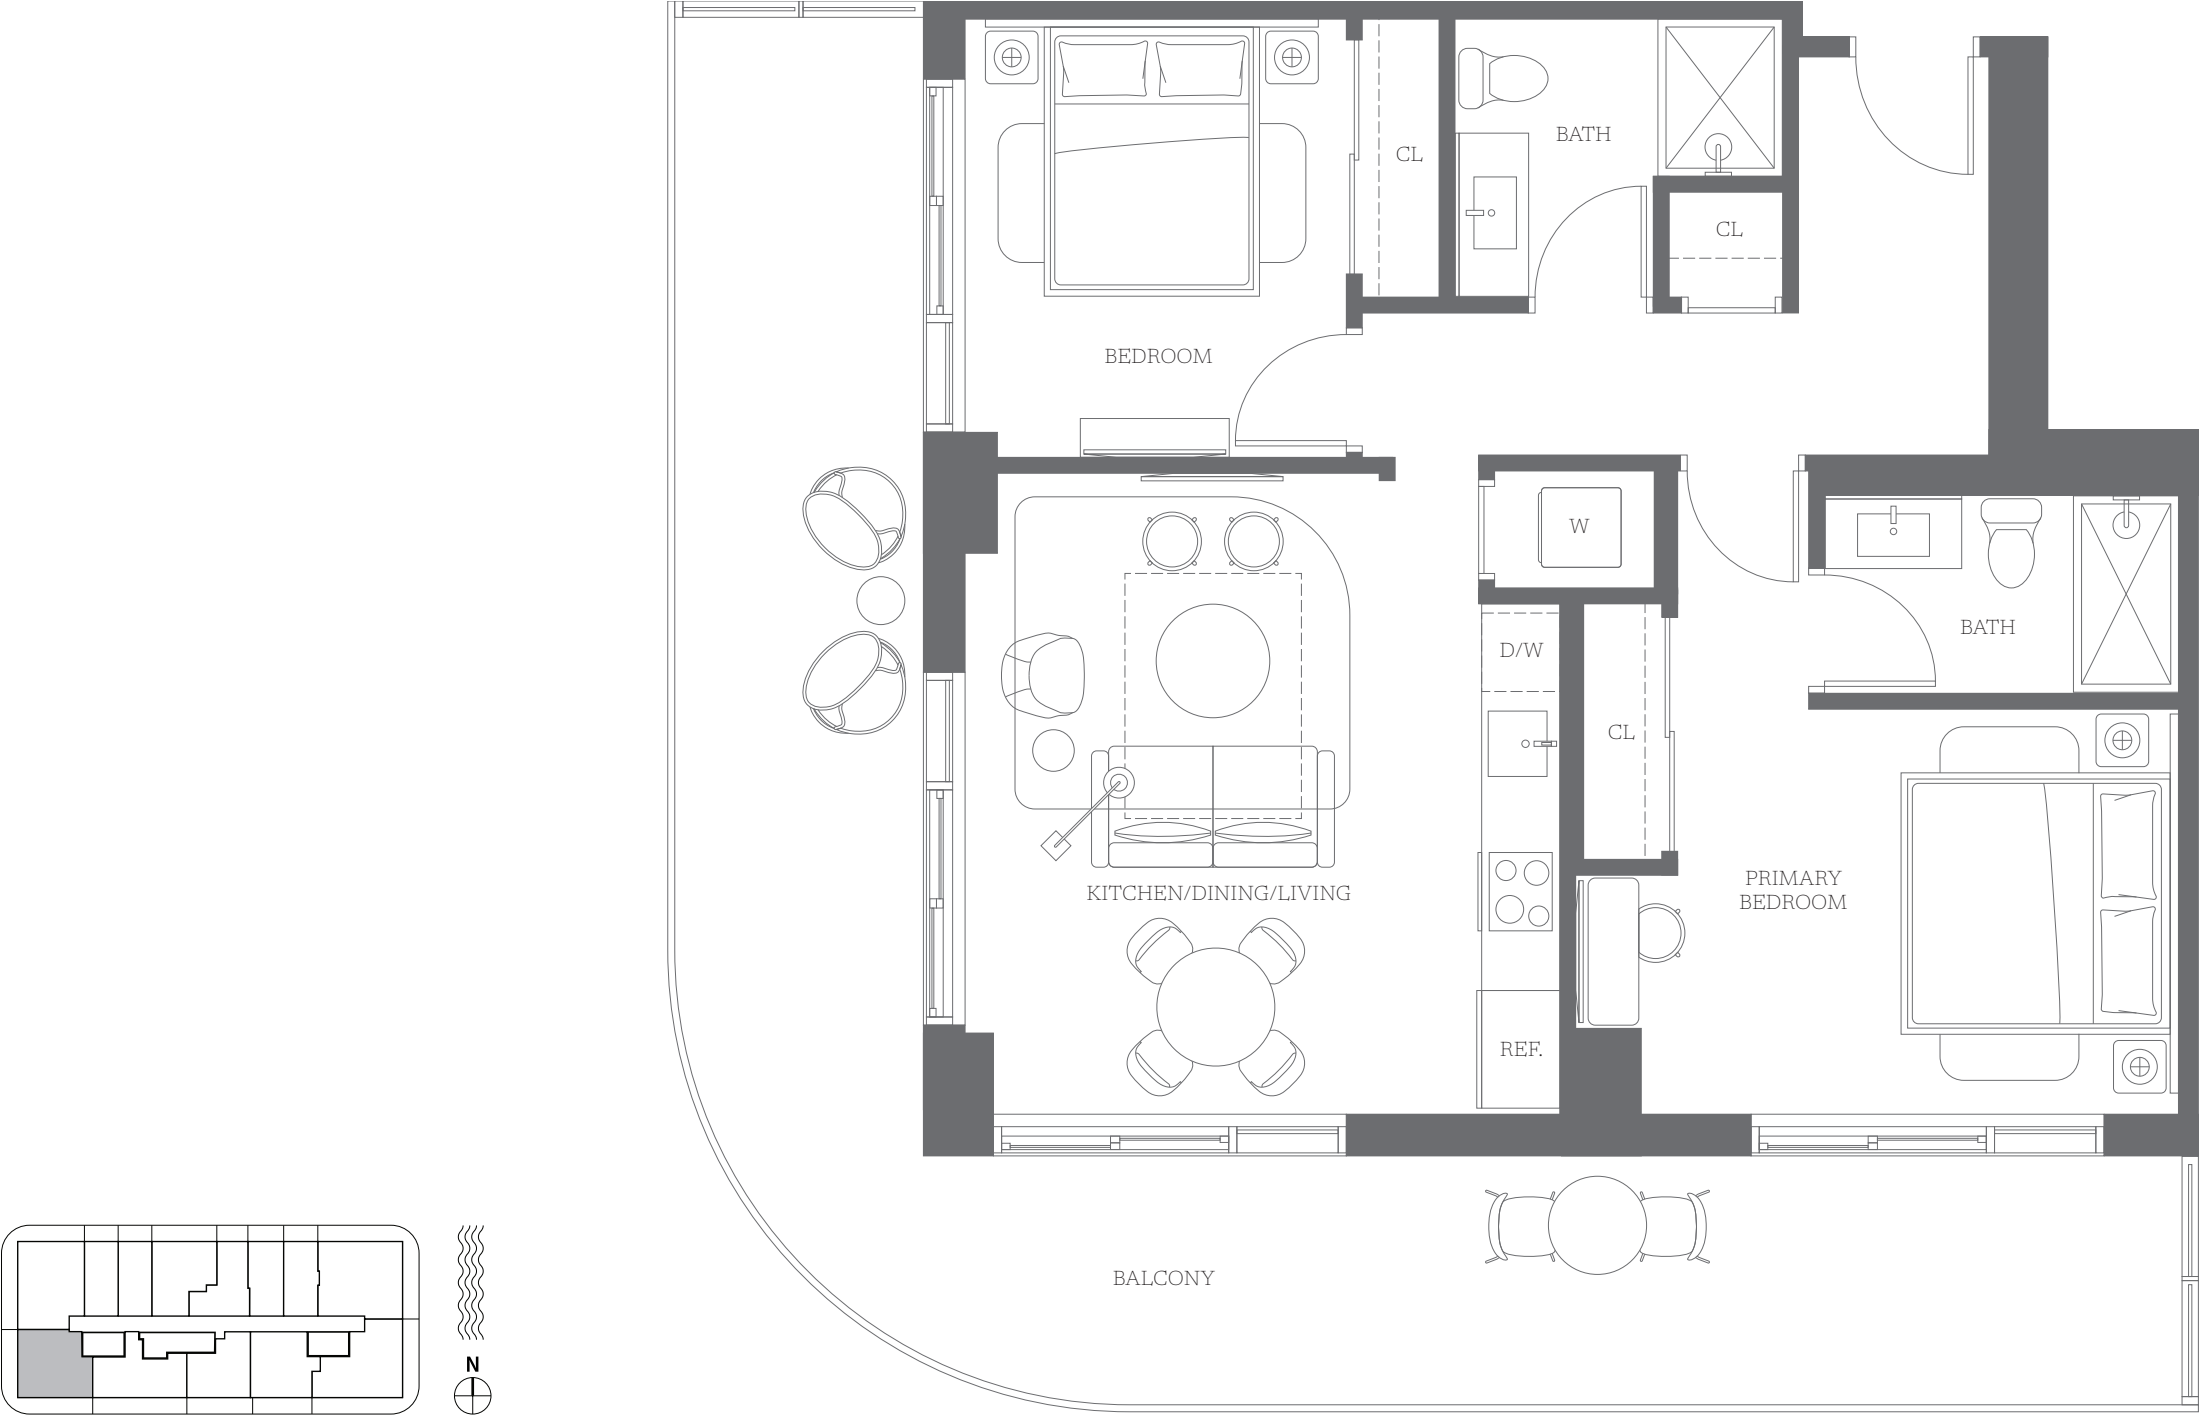 BATH
CL
CL
BEDROOM
W
BATH
D/W
CL
PRIMARY
BEDROOM
KITCHEN/DINING/LIVING
REF.
BALCONY
N